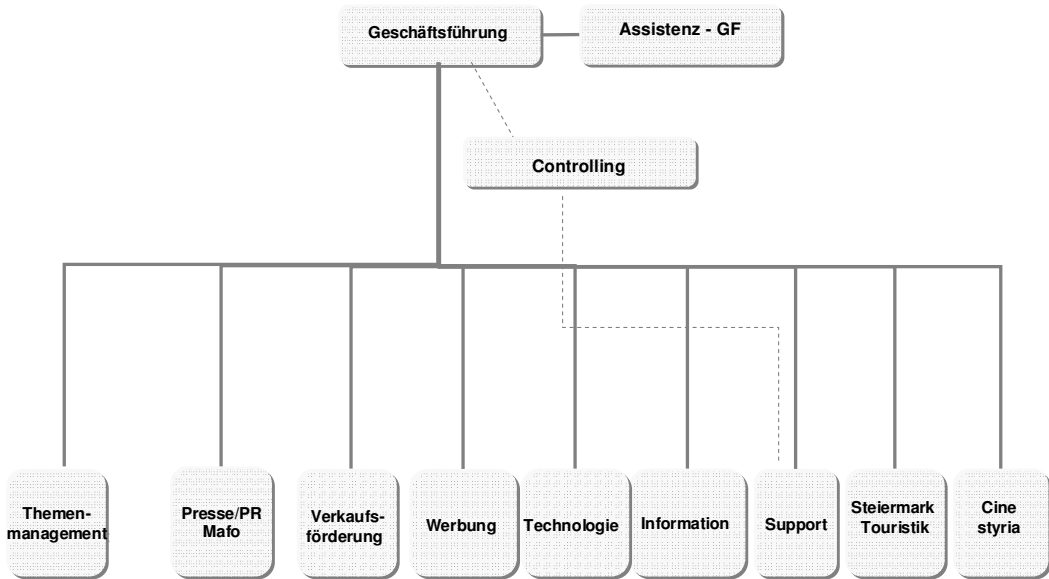 Geschäftsführung
Assistenz - GF
Controlling
Themen-
management
Presse/PR
Mafo
Verkaufs-
förderung
Werbung
Technologie
Information
Support
Steiermark
Touristik
Cine
styria